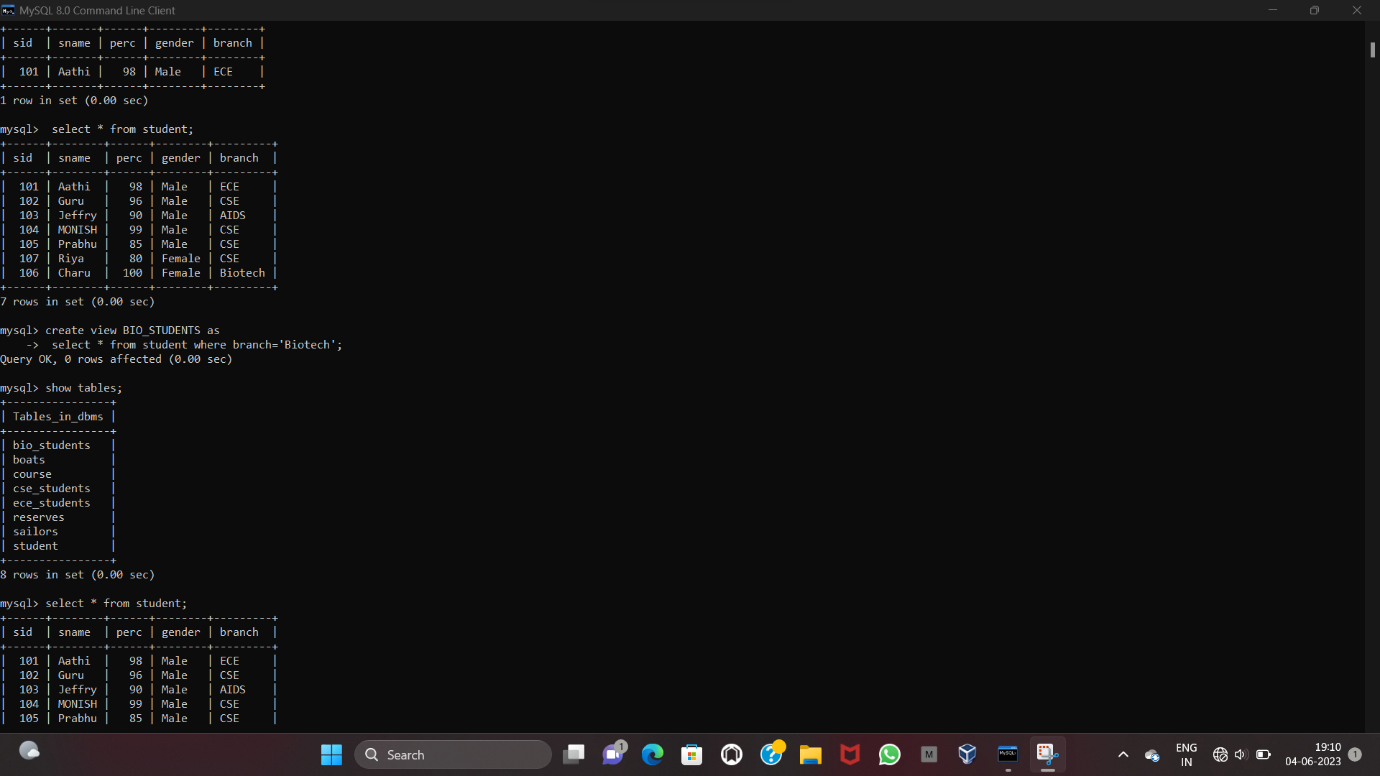 MySQL 8.0 Command Line Client
+------+-------+------+--------+--------+
| sid  | sname | perc | gender | branch |
+------+-------+------+--------+--------+
|  101 | Aathi |   98 | Male   | ECE    |
+------+-------+------+--------+--------+
1 row in set (0.00 sec)
mysql>  select * from student;
+------+--------+------+--------+---------+
| sid  | sname  | perc | gender | branch  |
+------+--------+------+--------+---------+
|  101 | Aathi  |   98 | Male   | ECE     |
|  102 | Guru   |   96 | Male   | CSE     |
|  103 | Jeffry |   90 | Male   | AIDS    |
|  104 | MONISH |   99 | Male   | CSE     |
|  105 | Prabhu |   85 | Male   | CSE     |
|  107 | Riya   |   80 | Female | CSE     |
|  106 | Charu  |  100 | Female | Biotech |
+------+--------+------+--------+---------+
7 rows in set (0.00 sec)
mysql> create view BIO_STUDENTS as
    ->  select * from student where branch='Biotech';
Query OK, 0 rows affected (0.00 sec)
mysql> show tables;
+----------------+
| Tables_in_dbms |
+----------------+
| bio_students   |
| boats          |
| course         |
| cse_students   |
| ece_students   |
| reserves       |
| sailors        |
| student        |
+----------------+
8 rows in set (0.00 sec)
mysql> select * from student;
+------+--------+------+--------+---------+
| sid  | sname  | perc | gender | branch  |
+------+--------+------+--------+---------+
|  101 | Aathi  |   98 | Male   | ECE     |
|  102 | Guru   |   96 | Male   | CSE     |
|  103 | Jeffry |   90 | Male   | AIDS    |
|  104 | MONISH |   99 | Male   | CSE     |
|  105 | Prabhu |   85 | Male   | CSE     |
Search
1
M
ENG
IN
19:10
04-06-2023
1